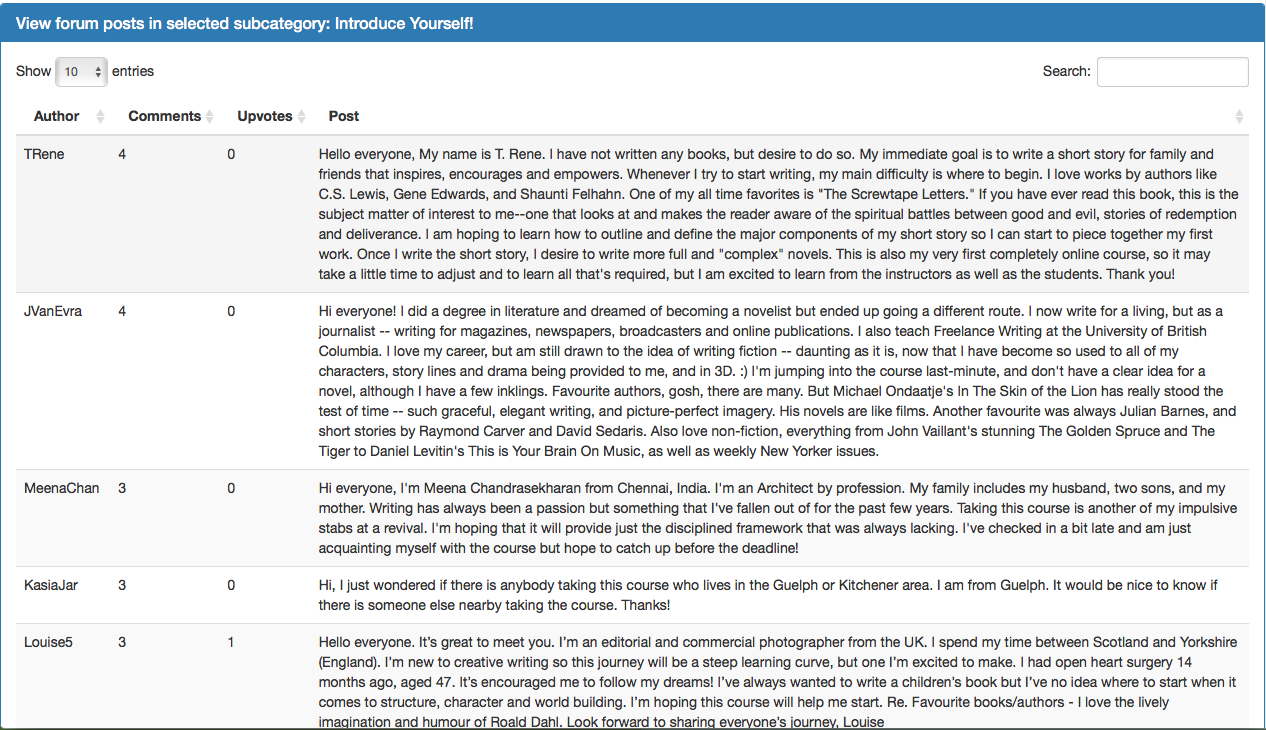 View forum posts in selected subcategory: Introduce Yourself!
Show 10 entries Search:
Author Comments Upvotes Post
TRene 4 0 Hello everyone, My name is T. Rene. I have not written any books, but desire to do so. My immediate goal is to write a short story for family and
friends that inspires, encourages and empowers. Whenever I try to start writing, my main difficulty is where to begin. I love works by authors like
C.S. Lewis, Gene Edwards, and Shaunti Felhahn. One of my all time favorites is "The Screwtape Letters." If you have ever read this book, this is the
subject matter of interest to me--one that looks at and makes the reader aware of the spiritual battles between good and evil, stories of redemption
and deliverance. I am hoping to learn how to outline and define the major components of my short story so I can start to piece together my first
work. Once I write the short story, I desire to write more full and "complex" novels. This is also my very first completely online course, so it may
take a little time to adjust and to learn all that's required, but I am excited to learn from the instructors as well as the students. Thank you!
JVanEvra 4 0 Hi everyone! I did a degree in literature and dreamed of becoming a novelist but ended up going a different route. I now write for a living, but as a
journalist -- writing for magazines, newspapers, broadcasters and online publications. I also teach Freelance Writing at the University of British
Columbia. I love my career, but am still drawn to the idea of writing fiction -- daunting as it is, now that I have become so used to all of my
characters, story lines and drama being provided to me, and in 3D. :) I'm jumping into the course last-minute, and don't have a clear idea for a
novel, although I have a few inklings. Favourite authors, gosh, there are many. But Michael Ondaatje's In The Skin of the Lion has really stood the
test of time -- such graceful, elegant writing, and picture-perfect imagery. His novels are like films. Another favourite was always Julian Barnes, and
short stories by Raymond Carver and David Sedaris. Also love non-fiction, everything from John Vaillant's stunning The Golden Spruce and The
Tiger to Daniel Levitin's This is Your Brain On Music, as well as weekly New Yorker issues.
MeenaChan 3 0 Hi everyone, I'm Meena Chandrasekharan from Chennai, India. I'm an Architect by profession. My family includes my husband, two sons, and my
mother. Writing has always been a passion but something that I've fallen out of for the past few years. Taking this course is another of my impulsive
stabs at a revival. I'm hoping that it will provide just the disciplined framework that was always lacking. I've checked in a bit late and am just
acquainting myself with the course but hope to catch up before the deadline!
KasiaJar 3 0 Hi, I just wondered if there is anybody taking this course who lives in the Guelph or Kitchener area. I am from Guelph. It would be nice to know if
there is someone else nearby taking the course. Thanks!
Louise5 3 1 Hello everyone. It’s great to meet you. I’m an editorial and commercial photographer from the UK. I spend my time between Scotland and Yorkshire
(England). I'm new to creative writing so this journey will be a steep learning curve, but one I’m excited to make. I had open heart surgery 14
months ago, aged 47. It’s encouraged me to follow my dreams! I’ve always wanted to write a children’s book but I’ve no idea where to start when it
comes to structure, character and world building. I’m hoping this course will help me start. Re. Favourite books/authors - I love the lively
imagination and humour of Roald Dahl. Look forward to sharing everyone’s journey, Louise